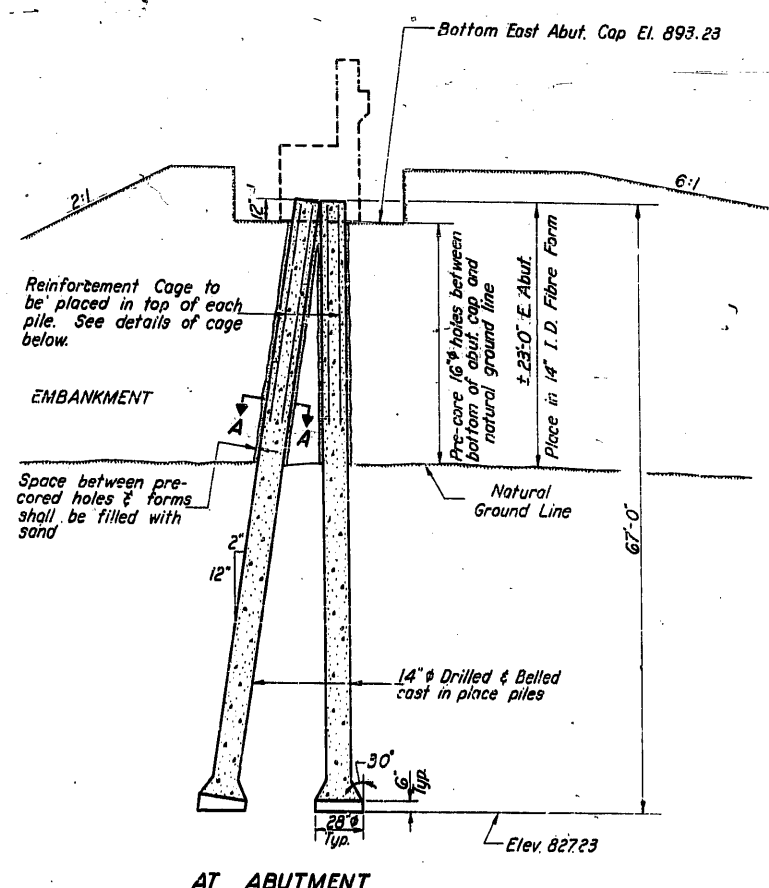 Bottom East Abut. Cap El. 893.23
2:1
6:1
12"
Reinforcement Cage to
be placed in top of each
pile. See details of cage
below.
Pre-core 16"φ holes between
bottom of abut. cap and
natural ground line
± 23'-0" E. Abut.
Place in 14" I.D. Fibre Form
EMBANKMENT
A
A
Space between pre-
cored holes & forms
shall be filled with
sand
Natural
Ground Line
67'-0"
2"
12"
14"φ Drilled & Belled
cast in place piles
30°
6"
Typ.
28"φ
Typ.
Elev. 827.23
AT ABUTMENT